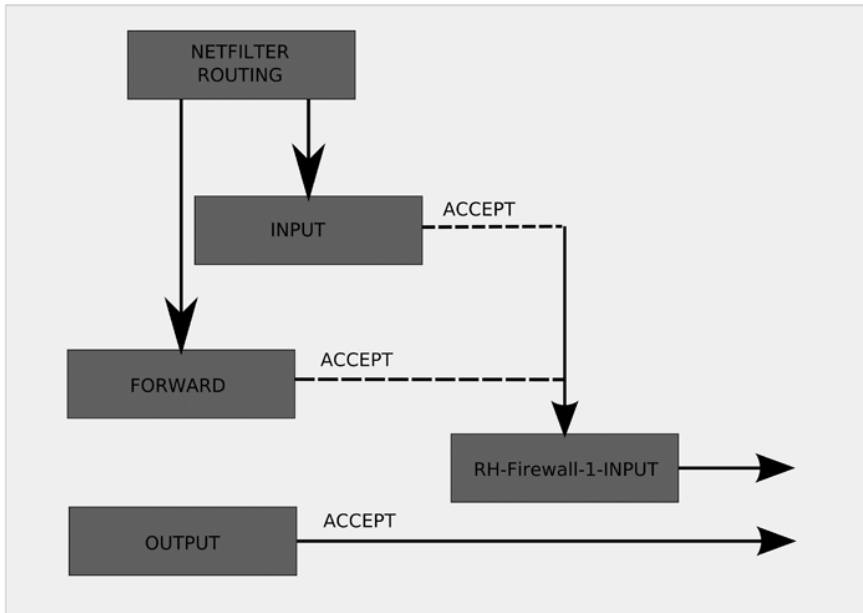 NETFILTER
ROUTING
INPUT
ACCEPT
FORWARD
ACCEPT
RH-Firewall-1-INPUT
OUTPUT
ACCEPT